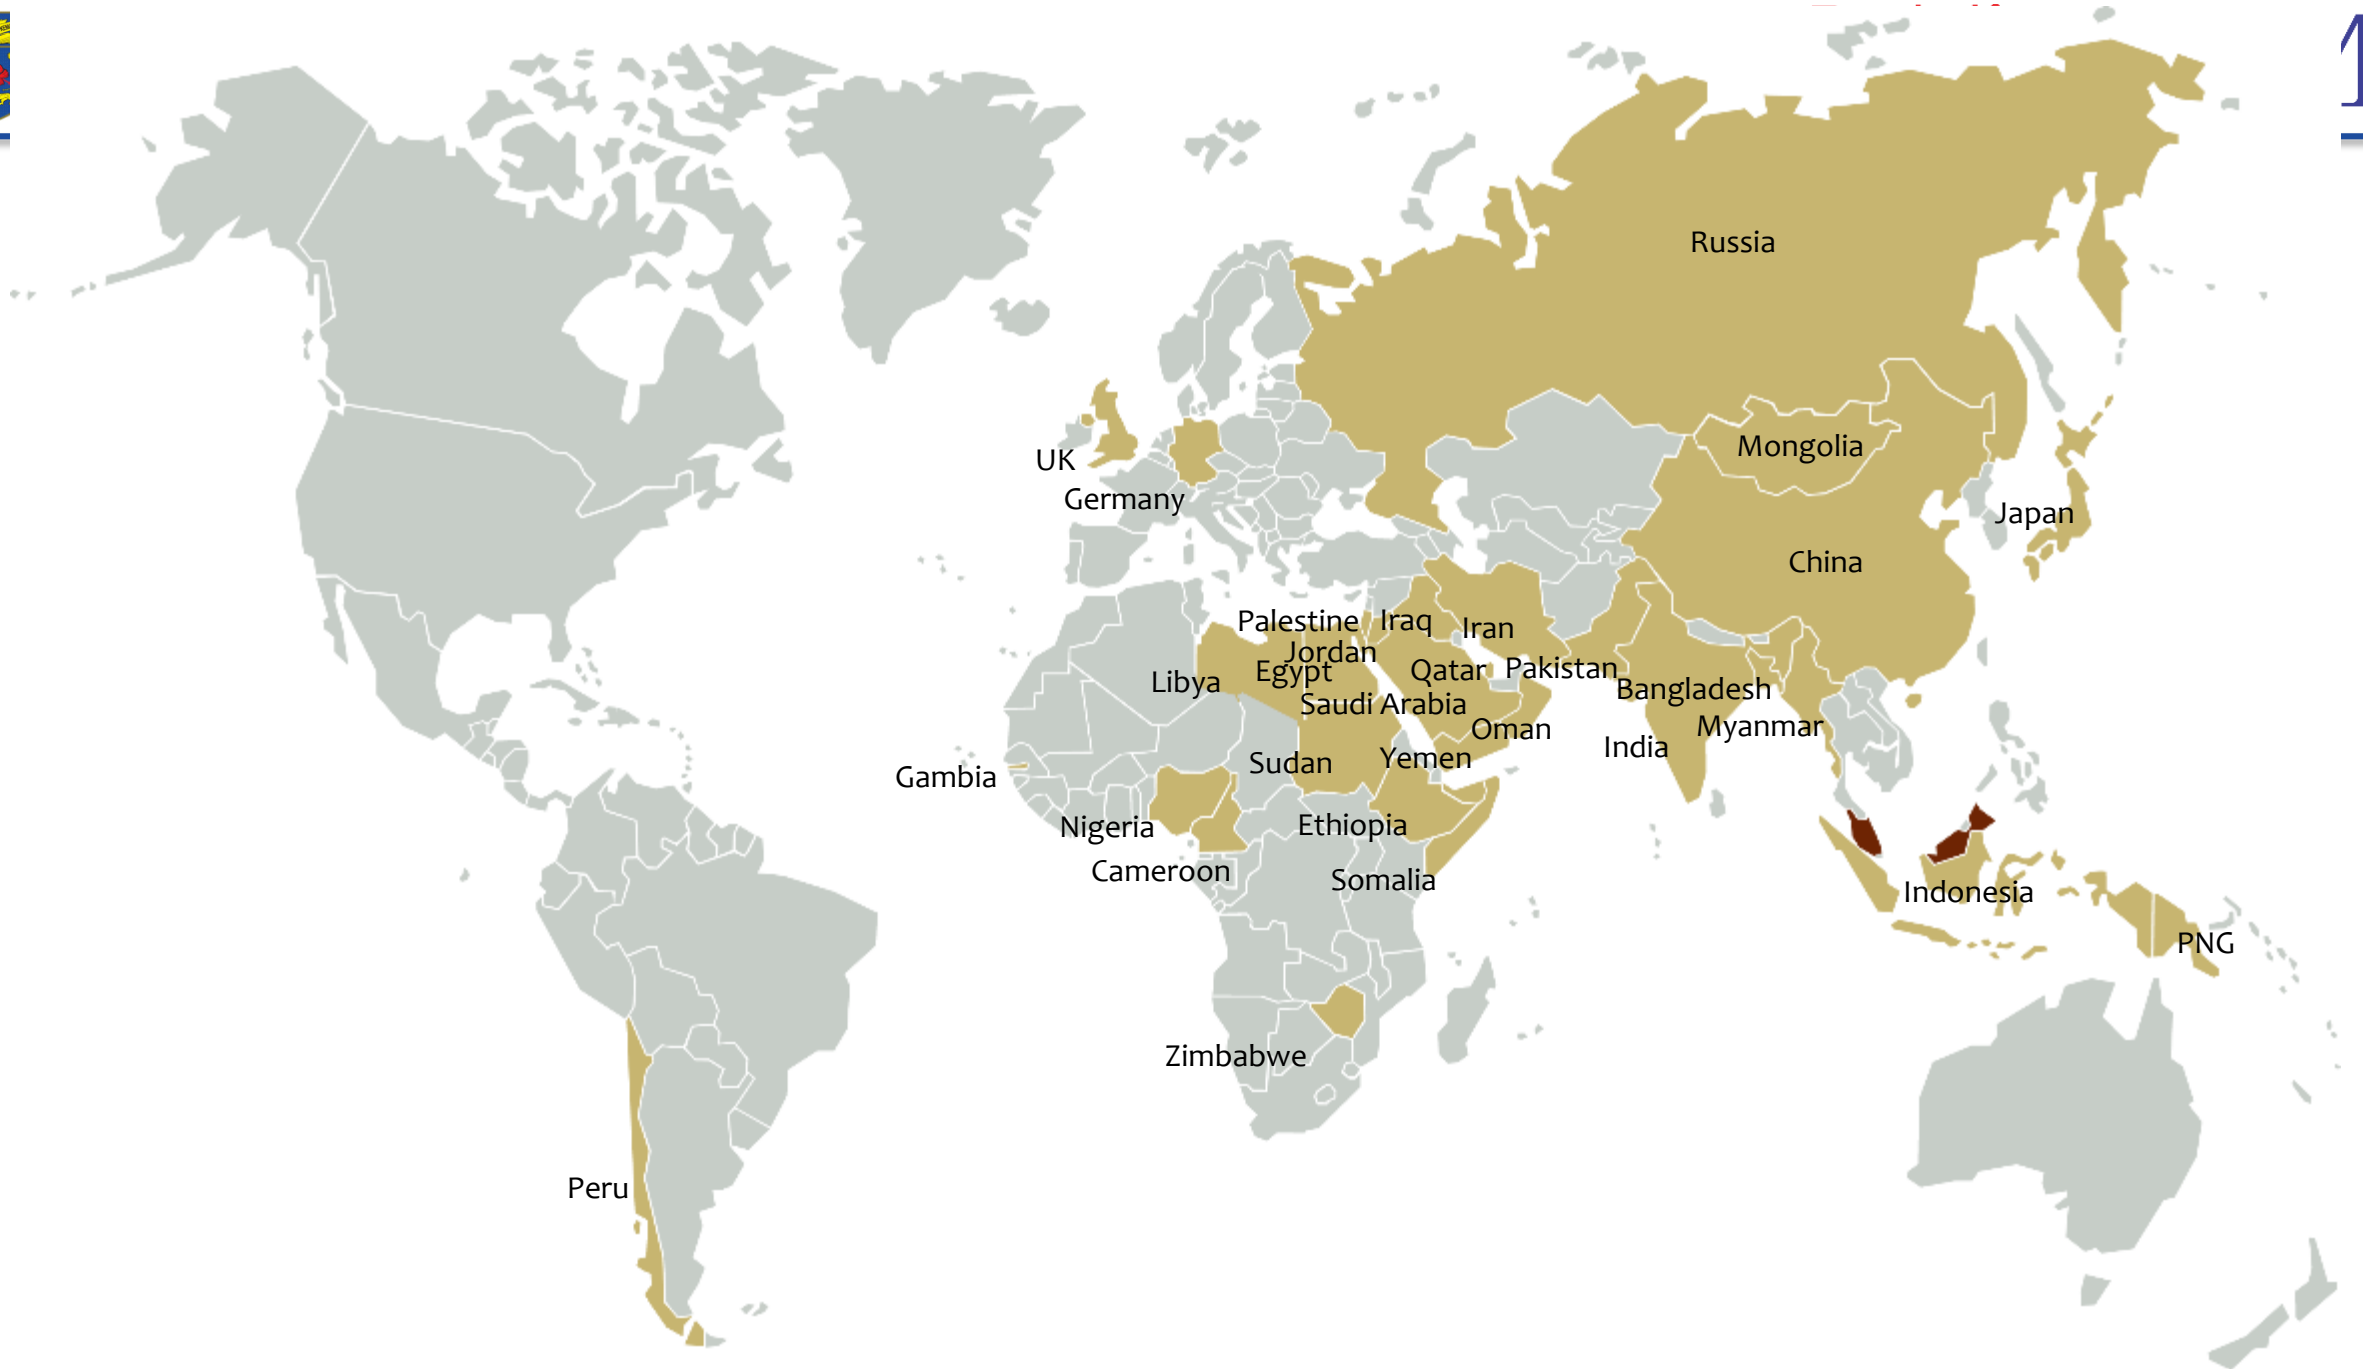 Russia
Mongolia
UK
Germany
Japan
China
Palestine
Iraq
Iran
Jordan
Egypt
Qatar
Pakistan
Libya
Bangladesh
Saudi Arabia
Oman
Myanmar
India
Sudan
Yemen
Gambia
Nigeria
Ethiopia
Cameroon
Somalia
Indonesia
PNG
Zimbabwe
Peru